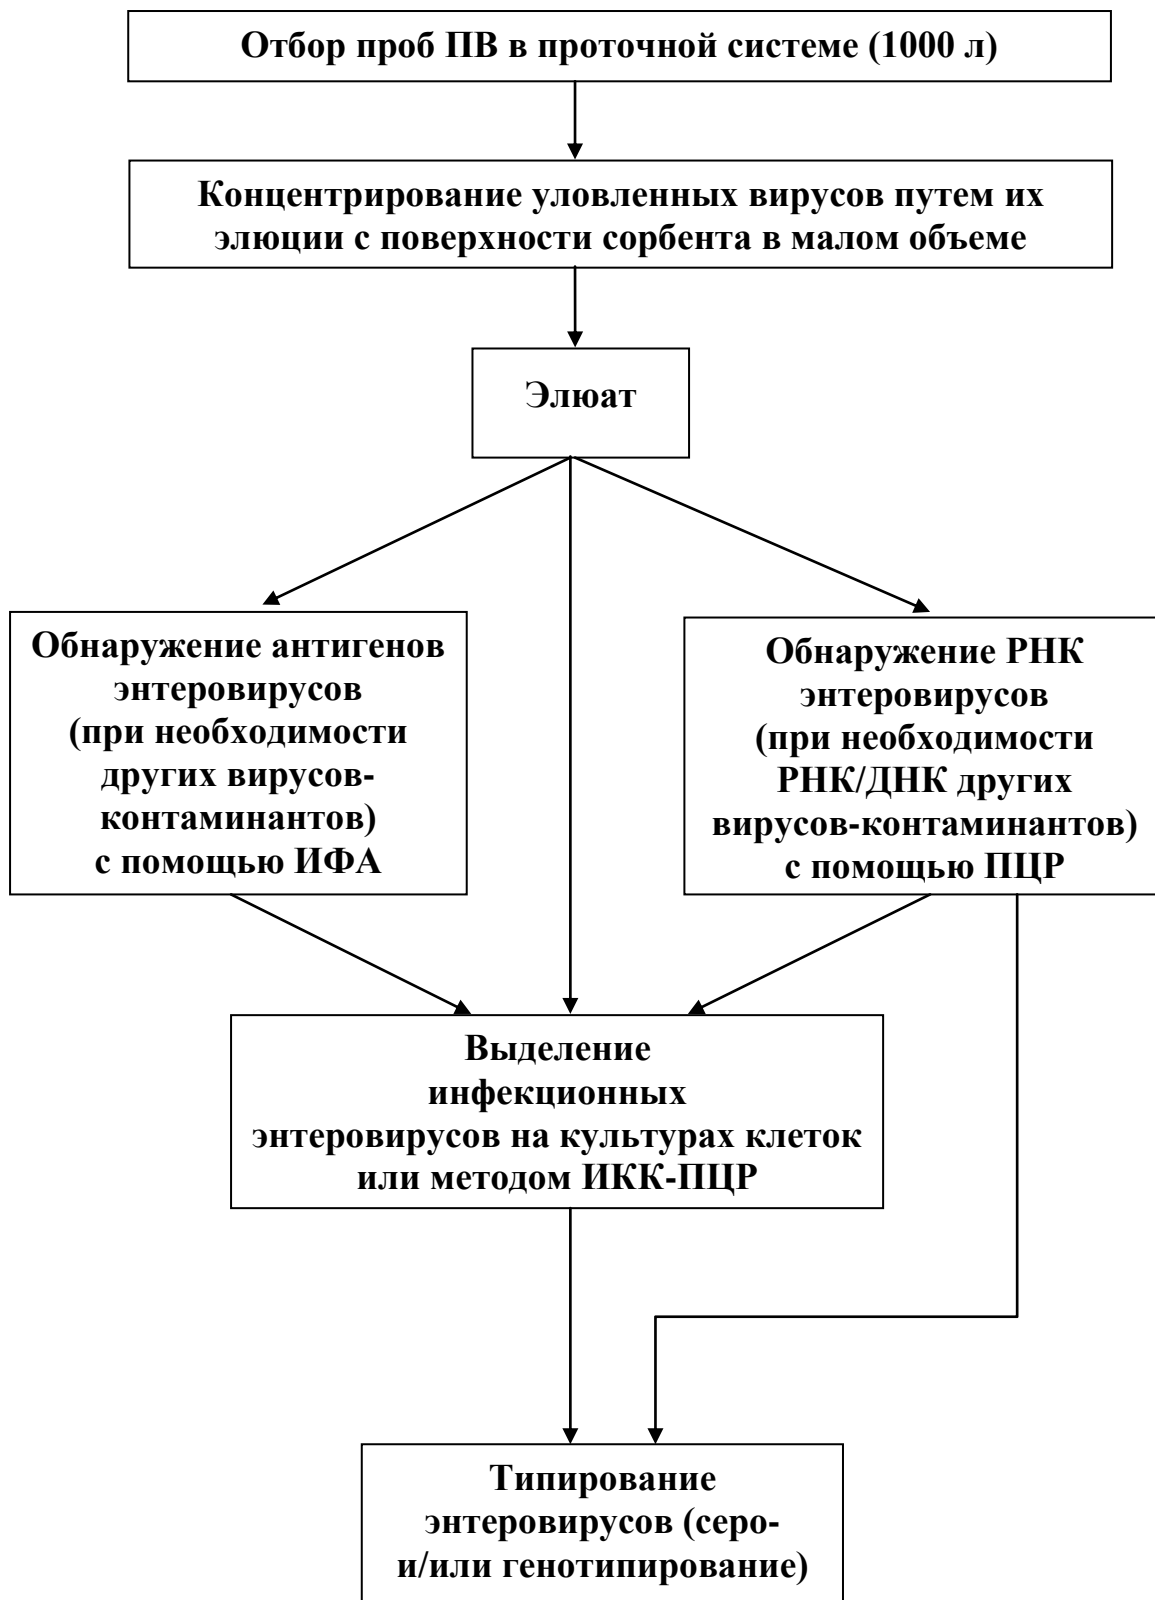 Отбор проб ПВ в проточной системе (1000 л)
Концентрирование уловленных вирусов путем их
элюции с поверхности сорбента в малом объеме
Элюат
Обнаружение антигенов
энтеровирусов
(при необходимости
других вирусов-
контаминантов)
с помощью ИФА
Обнаружение РНК
энтеровирусов
(при необходимости
РНК/ДНК других
вирусов-контаминантов)
с помощью ПЦР
Выделение
инфекционных
энтеровирусов на культурах клеток
или методом ИКК-ПЦР
Типирование
энтеровирусов (серо-
и/или генотипирование)